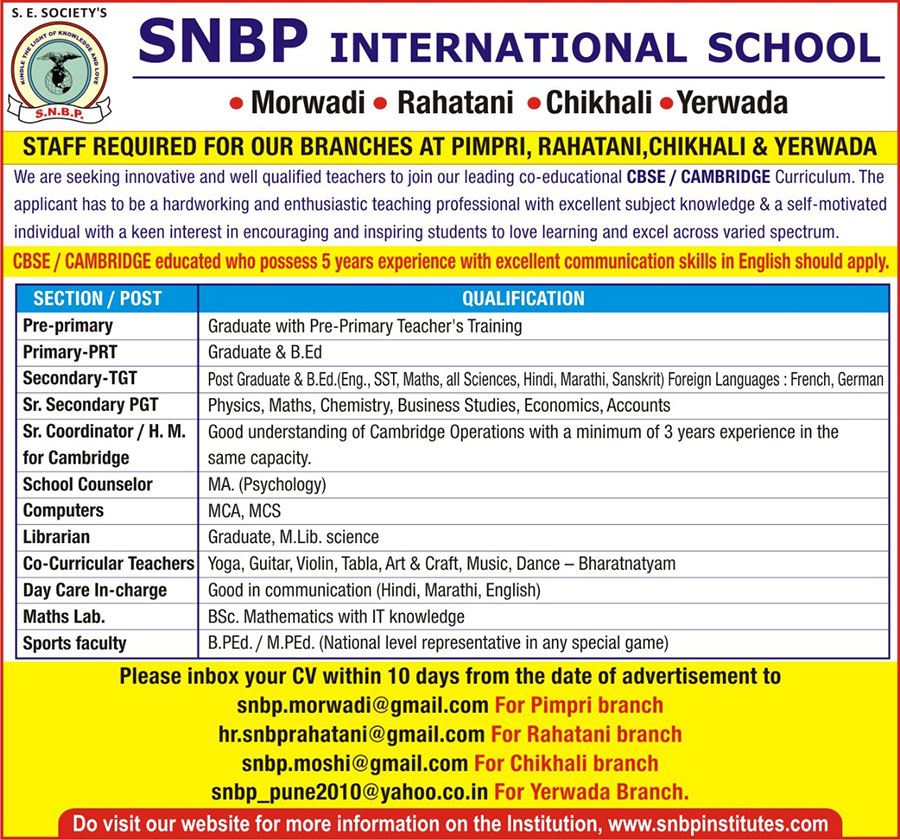 S. E. SOCIETY'S
KINDLE THE LIGHT OF KNOWLEDGE AND LOVE
S.N.B.P.
SNBP INTERNATIONAL SCHOOL
• Morwadi • Rahatani • Chikhali • Yerwada
STAFF REQUIRED FOR OUR BRANCHES AT PIMPRI, RAHATANI,CHIKHALI & YERWADA
We are seeking innovative and well qualified teachers to join our leading co-educational CBSE / CAMBRIDGE Curriculum. The
applicant has to be a hardworking and enthusiastic teaching professional with excellent subject knowledge & a self-motivated
individual with a keen interest in encouraging and inspiring students to love learning and excel across varied spectrum.
CBSE / CAMBRIDGE educated who possess 5 years experience with excellent communication skills in English should apply.
SECTION / POST QUALIFICATION
Pre-primary Graduate with Pre-Primary Teacher's Training
Primary-PRT Graduate & B.Ed
Secondary-TGT Post Graduate & B.Ed.(Eng., SST, Maths, all Sciences, Hindi, Marathi, Sanskrit) Foreign Languages : French, German
Sr. Secondary PGT Physics, Maths, Chemistry, Business Studies, Economics, Accounts
Sr. Coordinator / H. M. Good understanding of Cambridge Operations with a minimum of 3 years experience in the
for Cambridge same capacity.
School Counselor MA. (Psychology)
Computers MCA, MCS
Librarian Graduate, M.Lib. science
Co-Curricular Teachers Yoga, Guitar, Violin, Tabla, Art & Craft, Music, Dance – Bharatnatyam
Day Care In-charge Good in communication (Hindi, Marathi, English)
Maths Lab. BSc. Mathematics with IT knowledge
Sports faculty B.PEd. / M.PEd. (National level representative in any special game)
Please inbox your CV within 10 days from the date of advertisement to
snbp.morwadi@gmail.com For Pimpri branch
hr.snbprahatani@gmail.com For Rahatani branch
snbp.moshi@gmail.com For Chikhali branch
snbp_pune2010@yahoo.co.in For Yerwada Branch.
Do visit our website for more information on the Institution, www.snbpinstitutes.com